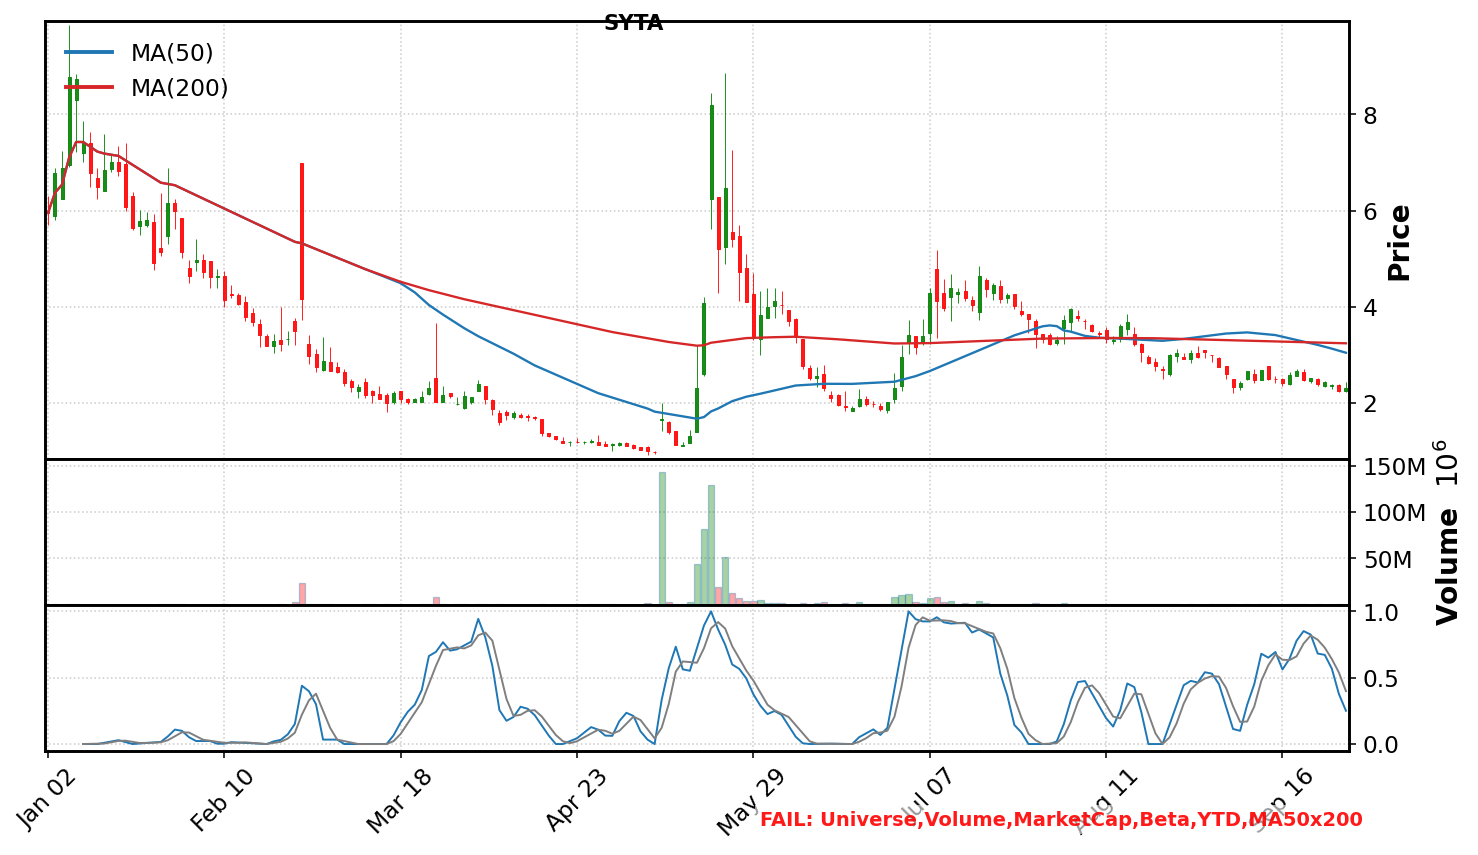 SYTA
MA(50)
MA(200)
8
6
4
2
Price
150M
100M
50M
Volume 10^6
1.0
0.5
0.0
Jan 02
Feb 10
Mar 18
Apr 23
May 29
Jul 07
Aug 11
Sep 16
FAIL: Universe,Volume,MarketCap,Beta,YTD,MA50x200